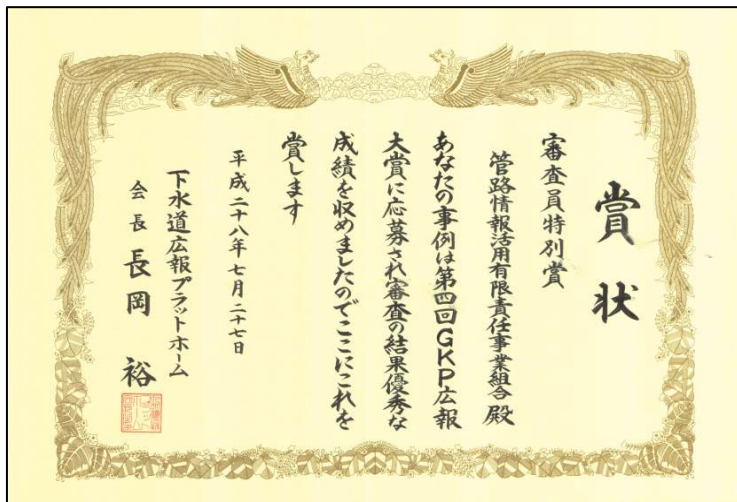 賞状
審査員特別賞
管路情報活用有限責任事業組合 殿
あなたの事例は第四回GKP広報
大賞に応募され審査の結果優秀な
成績を収めましたのでここにこれを
賞します
平成二十八年七月二十七日
下水道広報プラットホーム
会長 長岡 裕